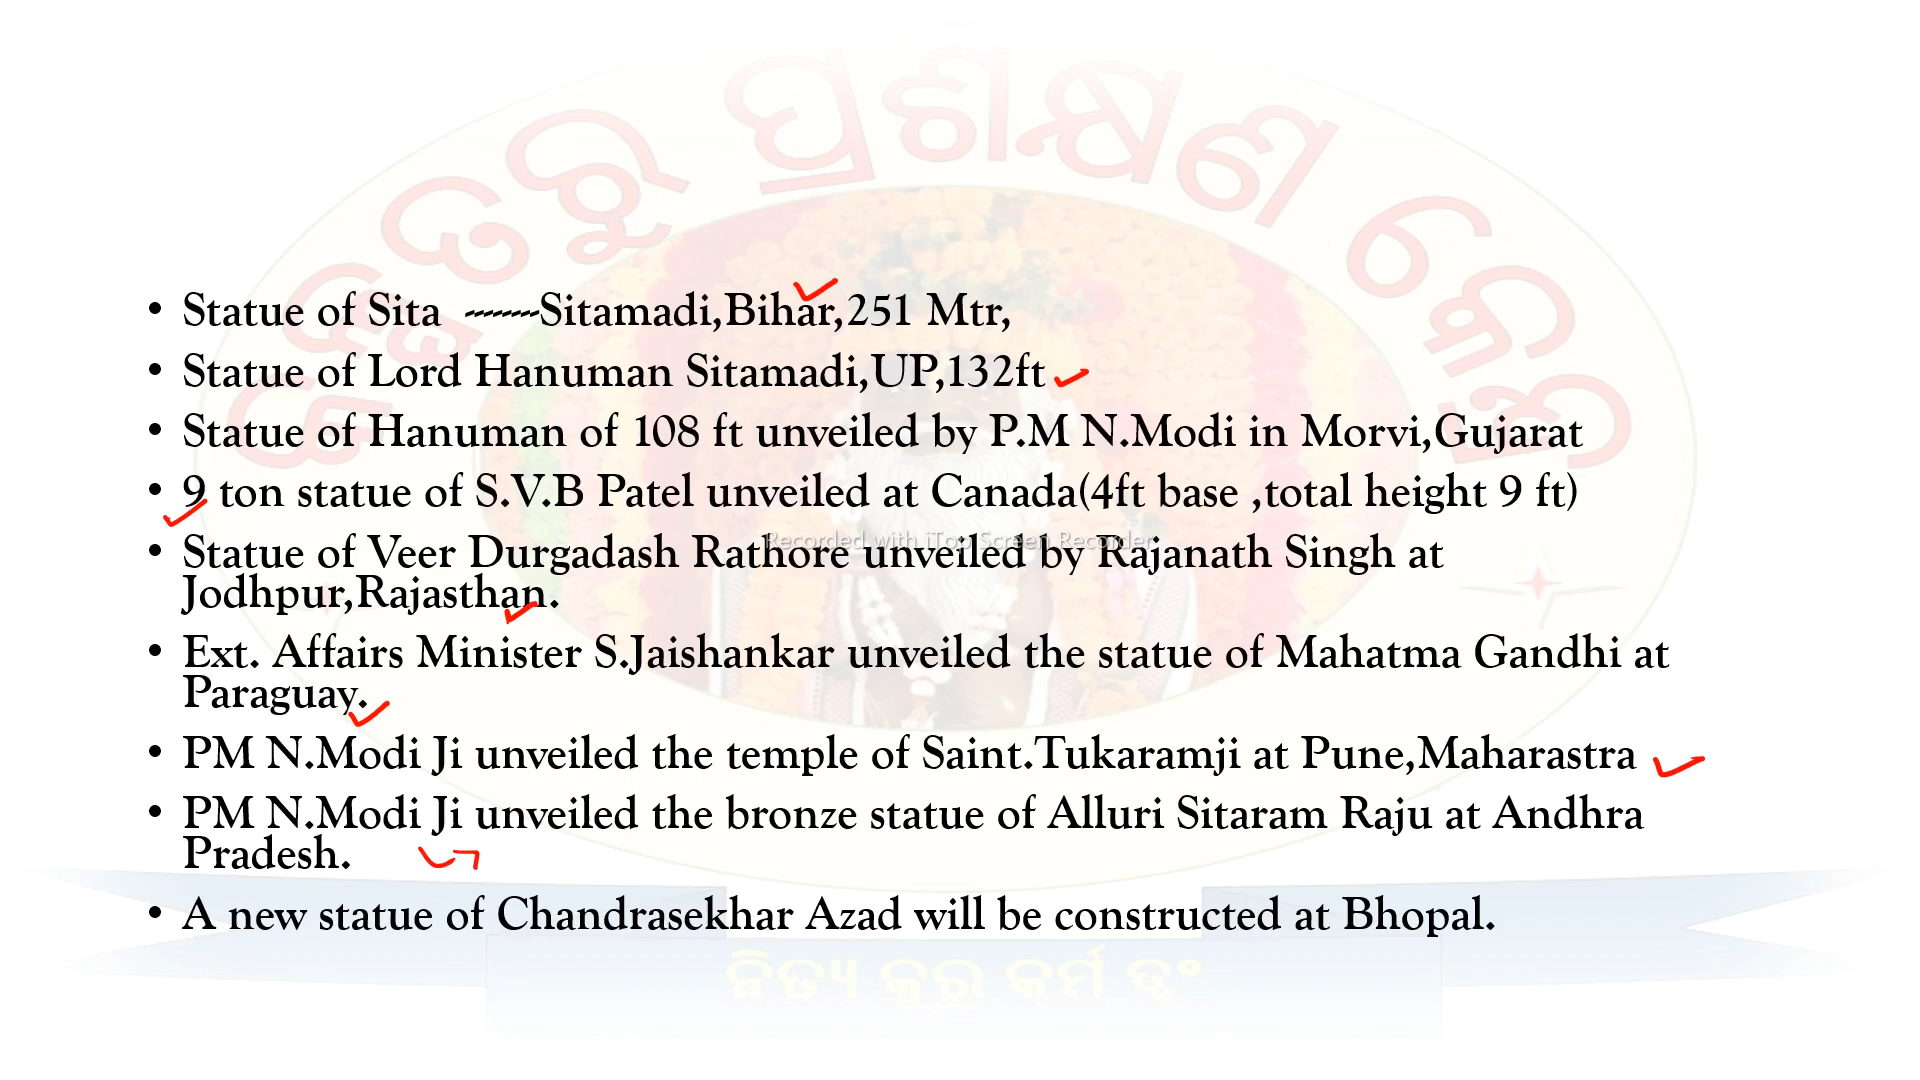 • Statue of Sita -------Sitamadi,Bihar,251 Mtr,
• Statue of Lord Hanuman Sitamadi,UP,132ft
• Statue of Hanuman of 108 ft unveiled by P.M N.Modi in Morvi,Gujarat
• 9 ton statue of S.V.B Patel unveiled at Canada(4ft base ,total height 9 ft)
Recorded with iTop Screen Recorder
• Statue of Veer Durgadash Rathore unveiled by Rajanath Singh at
Jodhpur,Rajasthan.
• Ext. Affairs Minister S.Jaishankar unveiled the statue of Mahatma Gandhi at
Paraguay.
• PM N.Modi Ji unveiled the temple of Saint.Tukaramji at Pune,Maharastra
• PM N.Modi Ji unveiled the bronze statue of Alluri Sitaram Raju at Andhra
Pradesh.
• A new statue of Chandrasekhar Azad will be constructed at Bhopal.